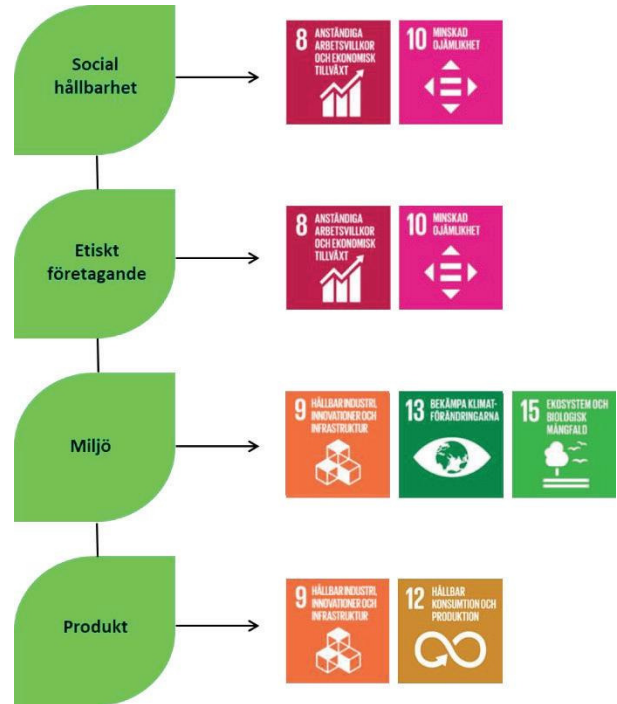 Social
hållbarhet
8 ANSTÄNDIGA
ARBETSVILLKOR
OCH EKONOMISK
TILLVÄXT
10 MINSKAD
OJÄMLIKHET
Etiskt
företagande
8 ANSTÄNDIGA
ARBETSVILLKOR
OCH EKONOMISK
TILLVÄXT
10 MINSKAD
OJÄMLIKHET
Miljö
9 HÅLLBAR INDUSTRI,
INNOVATIONER OCH
INFRASTRUKTUR
13 BEKÄMPA KLIMAT-
FÖRÄNDRINGARNA
15 EKOSYSTEM OCH
BIOLOGISK
MÅNGFALD
Produkt
9 HÅLLBAR INDUSTRI,
INNOVATIONER OCH
INFRASTRUKTUR
12 HÅLLBAR
KONSUMTION OCH
PRODUKTION